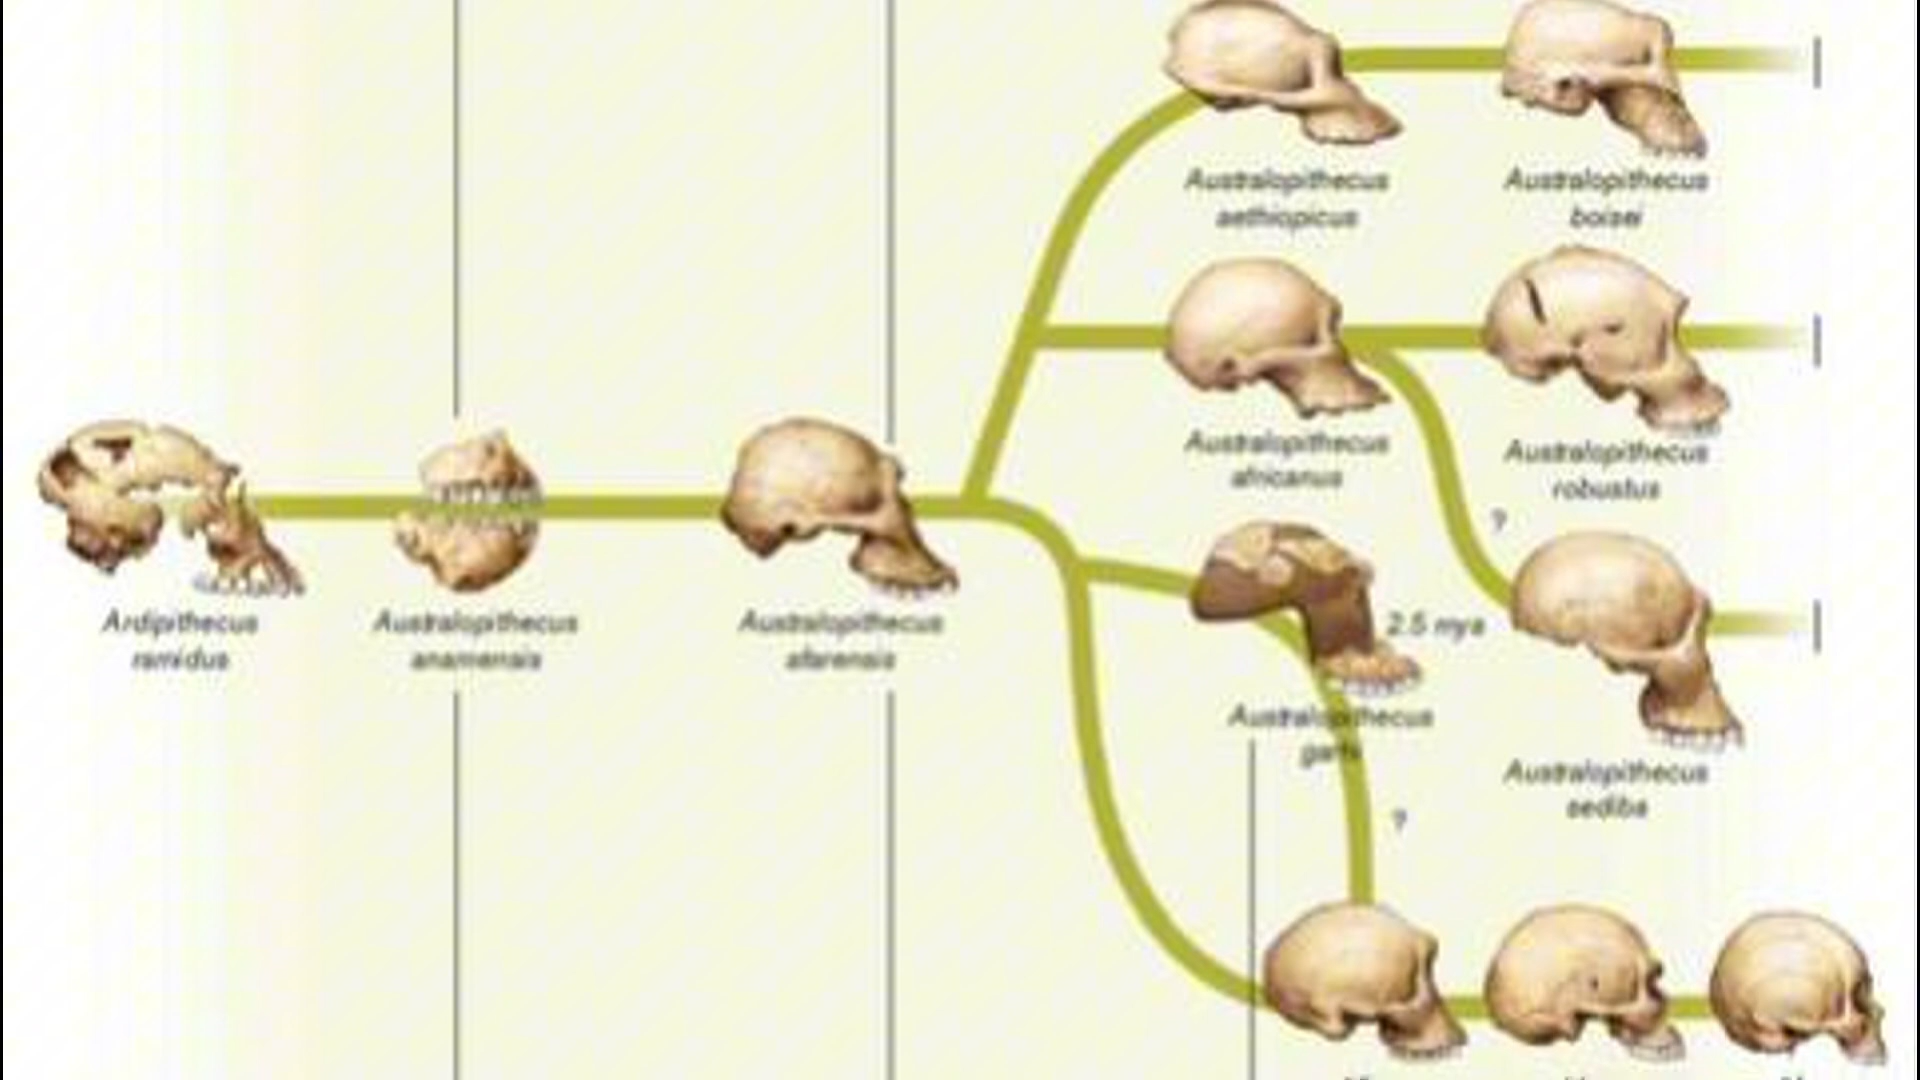 Australopithecus
aethiopicus
Australopithecus
boisei
Australopithecus
africanus
Australopithecus
robustus
?
Ardipithecus
ramidus
Australopithecus
anamensis
Australopithecus
afarensis
2.5 mya
Australopithecus
garhi
Australopithecus
sediba
?